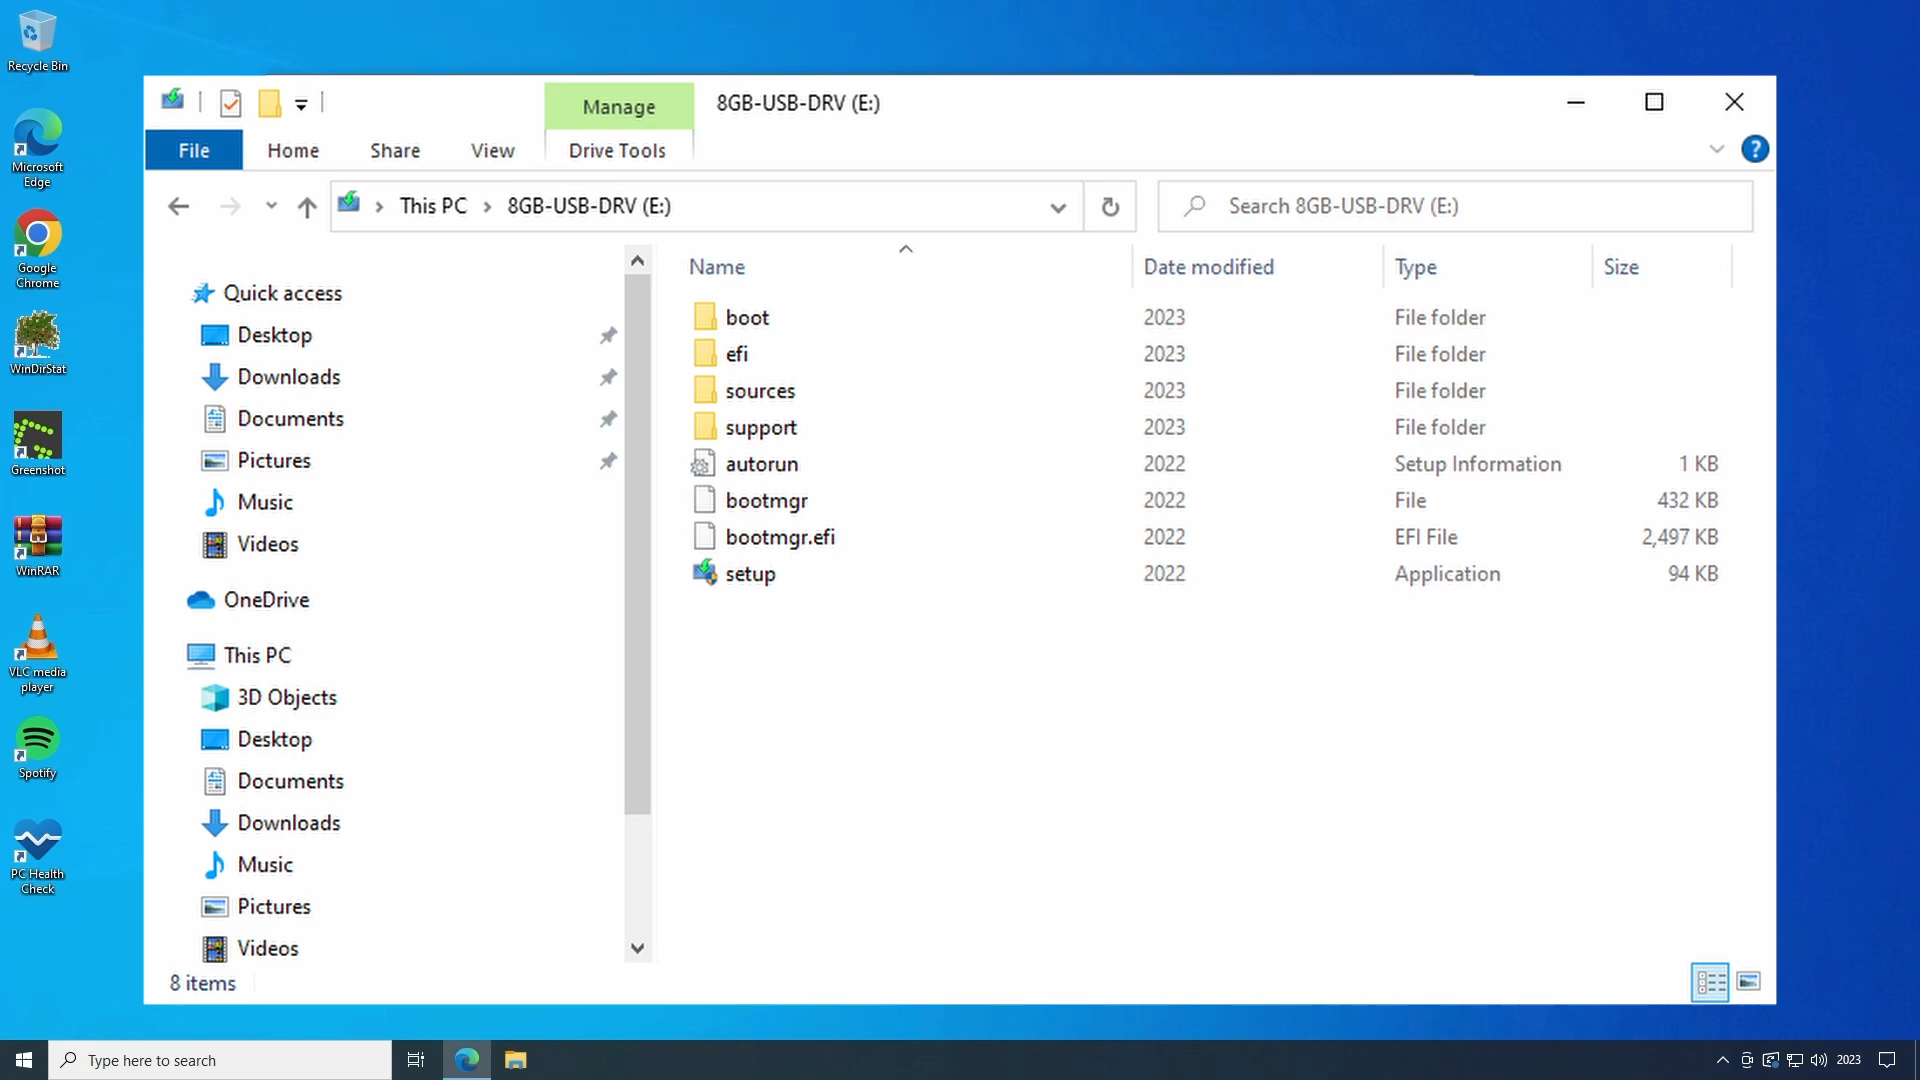 Recycle Bin
Microsoft
Edge
Google
Chrome
WinDirStat
Greenshot
WinRAR
VLC media
player
Spotify
PC Health
Check
Manage
8GB-USB-DRV (E:)
File
Home
Share
View
Drive Tools
?
This PC
8GB-USB-DRV (E:)
Search 8GB-USB-DRV (E:)
Quick access
Desktop
Downloads
Documents
Pictures
Music
Videos
OneDrive
This PC
3D Objects
Desktop
Documents
Downloads
Music
Pictures
Videos
Name Date modified Type Size
boot 2023 File folder
efi 2023 File folder
sources 2023 File folder
support 2023 File folder
autorun 2022 Setup Information 1 KB
bootmgr 2022 File 432 KB
bootmgr.efi 2022 EFI File 2,497 KB
setup 2022 Application 94 KB
8 items
Type here to search
2023